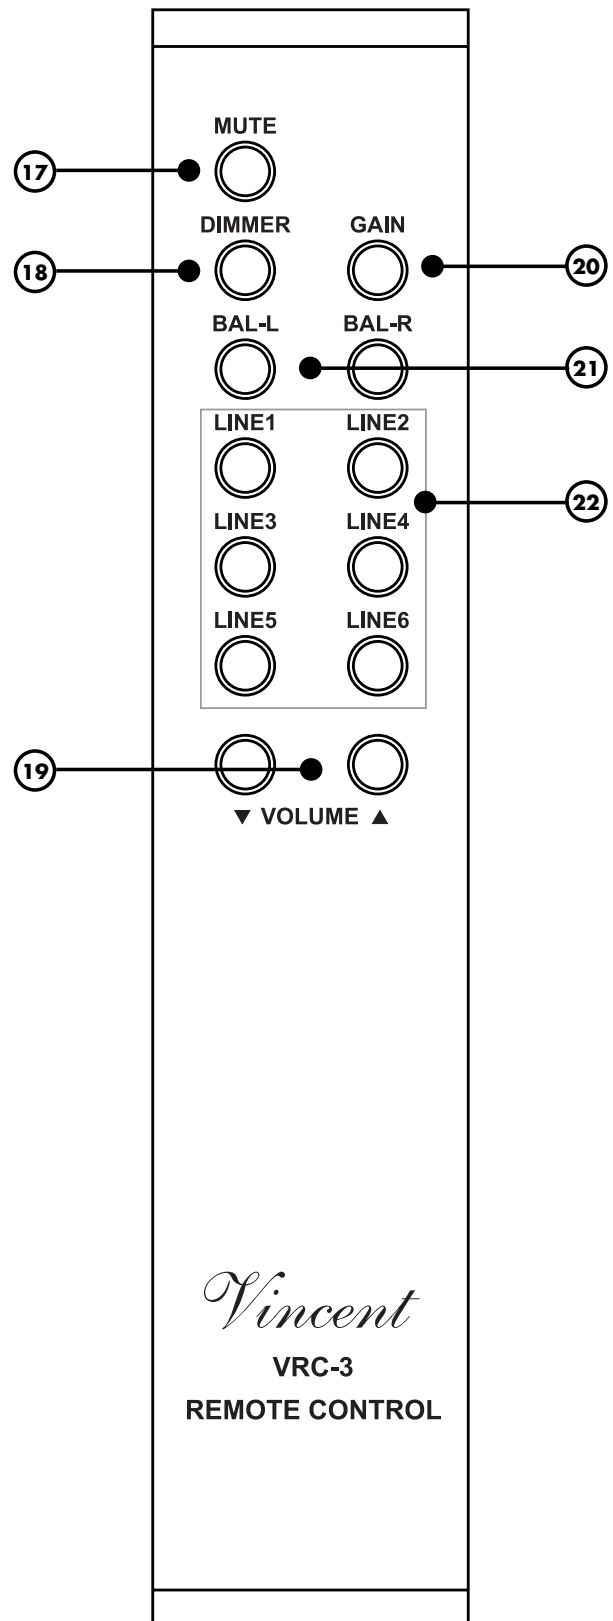 MUTE
17
DIMMER GAIN
18 20
BAL-L BAL-R
21
LINE1 LINE2
22
LINE3 LINE4
LINE5 LINE6
19
▼ VOLUME ▲
Vincent
VRC-3
REMOTE CONTROL